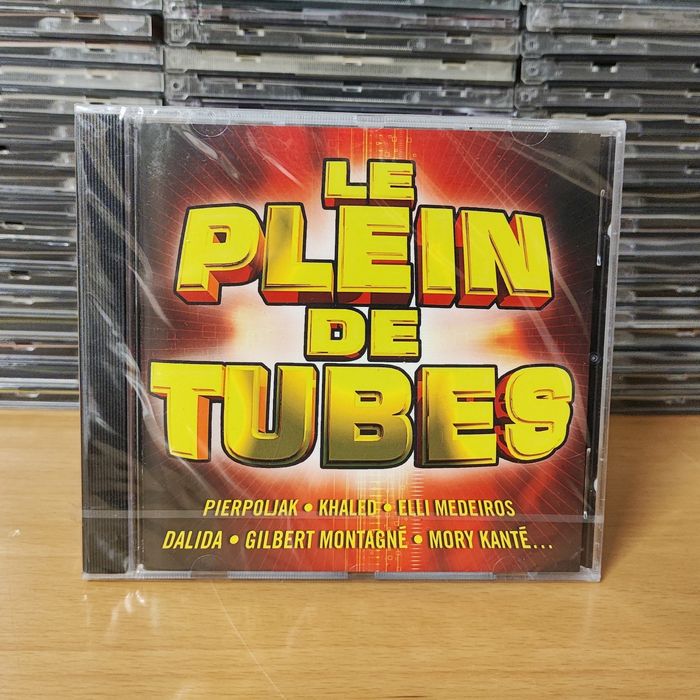 LE
PLEIN
DE
TUBES
PIERPOLJAK • KHALED • ELLI MEDEIROS
DALIDA • GILBERT MONTAGNÉ • MORY KANTÉ...